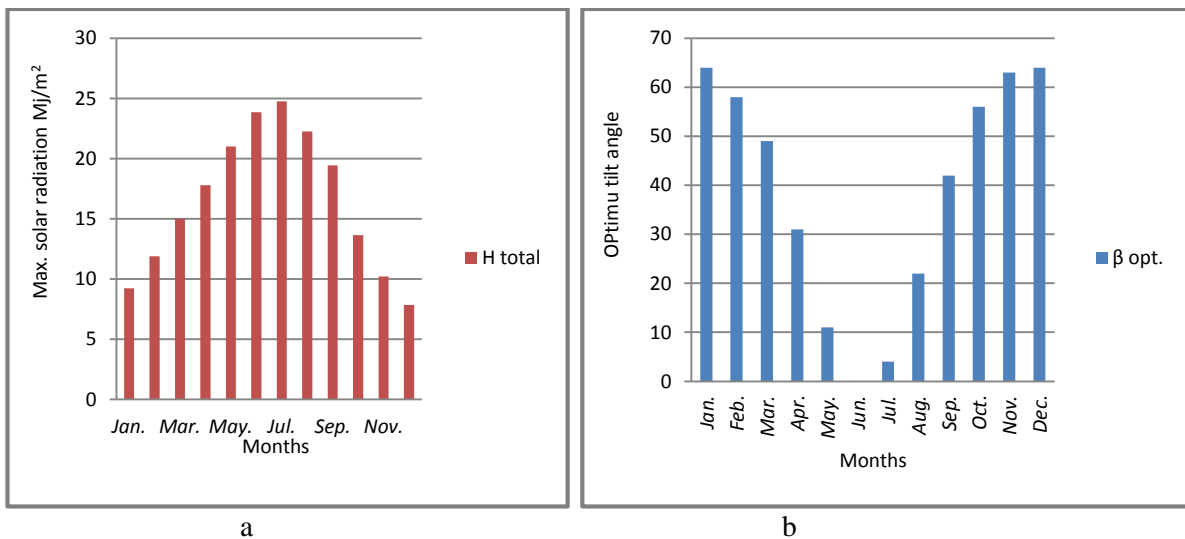 30
25
20
15
10
5
0
Max. solar radiation Mj/m²
Jan. Mar. May. Jul. Sep. Nov.
Months
H total
a
70
60
50
40
30
20
10
0
OPtimu tilt angle
Jan. Feb. Mar. Apr. May. Jun. Jul. Aug. Sep. Oct. Nov. Dec.
Months
β opt.
b